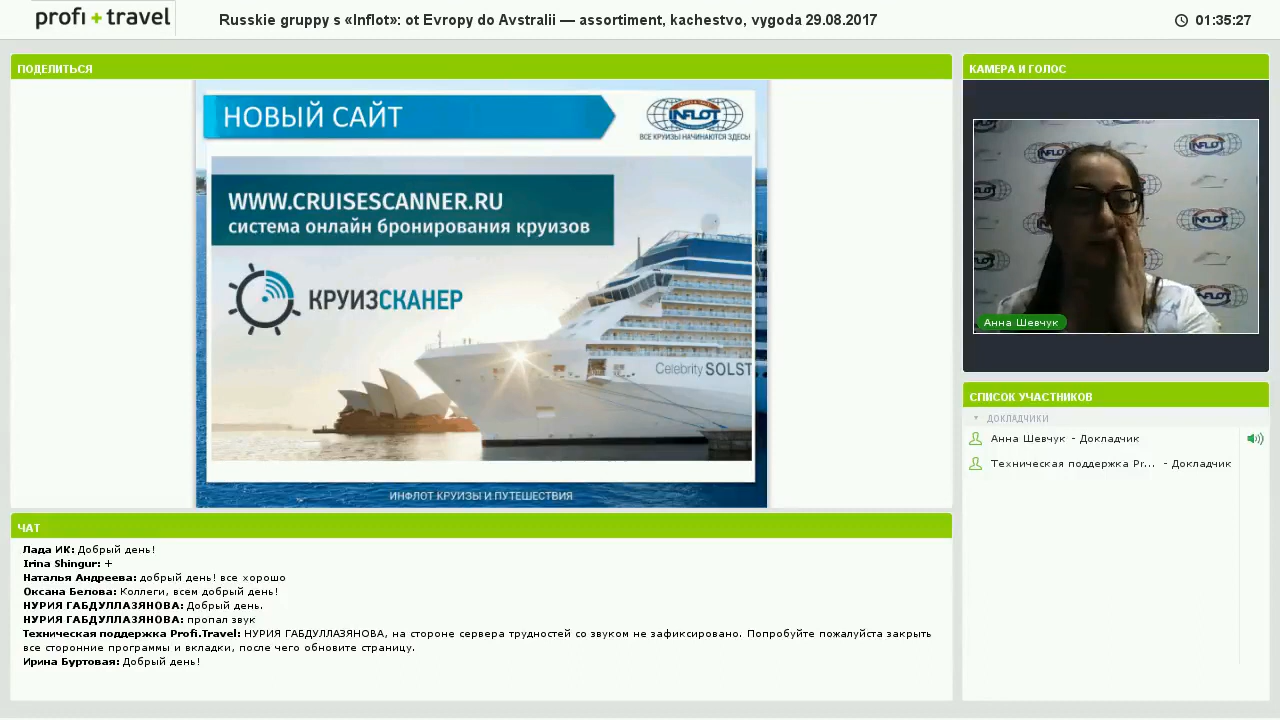 profi + travel
Russkie gruppy s «Inflot»: ot Evropy do Avstralii — assortiment, kachestvo, vygoda 29.08.2017
01:35:27
ПОДЕЛИТЬСЯ
НОВЫЙ САЙТ
INFLOT
ВСЕ КРУИЗЫ НАЧИНАЮТСЯ ЗДЕСЬ!
WWW.CRUISESCANNER.RU
система онлайн бронирования круизов
КРУИЗСКАНЕР
Celebrity SOLST
ИНФЛОТ КРУИЗЫ И ПУТЕШЕСТВИЯ
КАМЕРА И ГОЛОС
INFLOT
INFLOT
INFLOT
INFLOT
Анна Шевчук
СПИСОК УЧАСТНИКОВ
ДОКЛАДЧИКИ
Анна Шевчук - Докладчик
Техническая поддержка Pr... - Докладчик
ЧАТ
Лада ИК: Добрый день!
Irina Shingur: +
Наталья Андреева: добрый день! все хорошо
Оксана Белова: Коллеги, всем добрый день!
НУРИЯ ГАБДУЛЛАЗЯНОВА: Добрый день.
НУРИЯ ГАБДУЛЛАЗЯНОВА: пропал звук
Техническая поддержка Profi.Travel: НУРИЯ ГАБДУЛЛАЗЯНОВА, на стороне сервера трудностей со звуком не зафиксировано. Попробуйте пожалуйста закрыть
все сторонние программы и вкладки, после чего обновите страницу.
Ирина Буртовая: Добрый день!